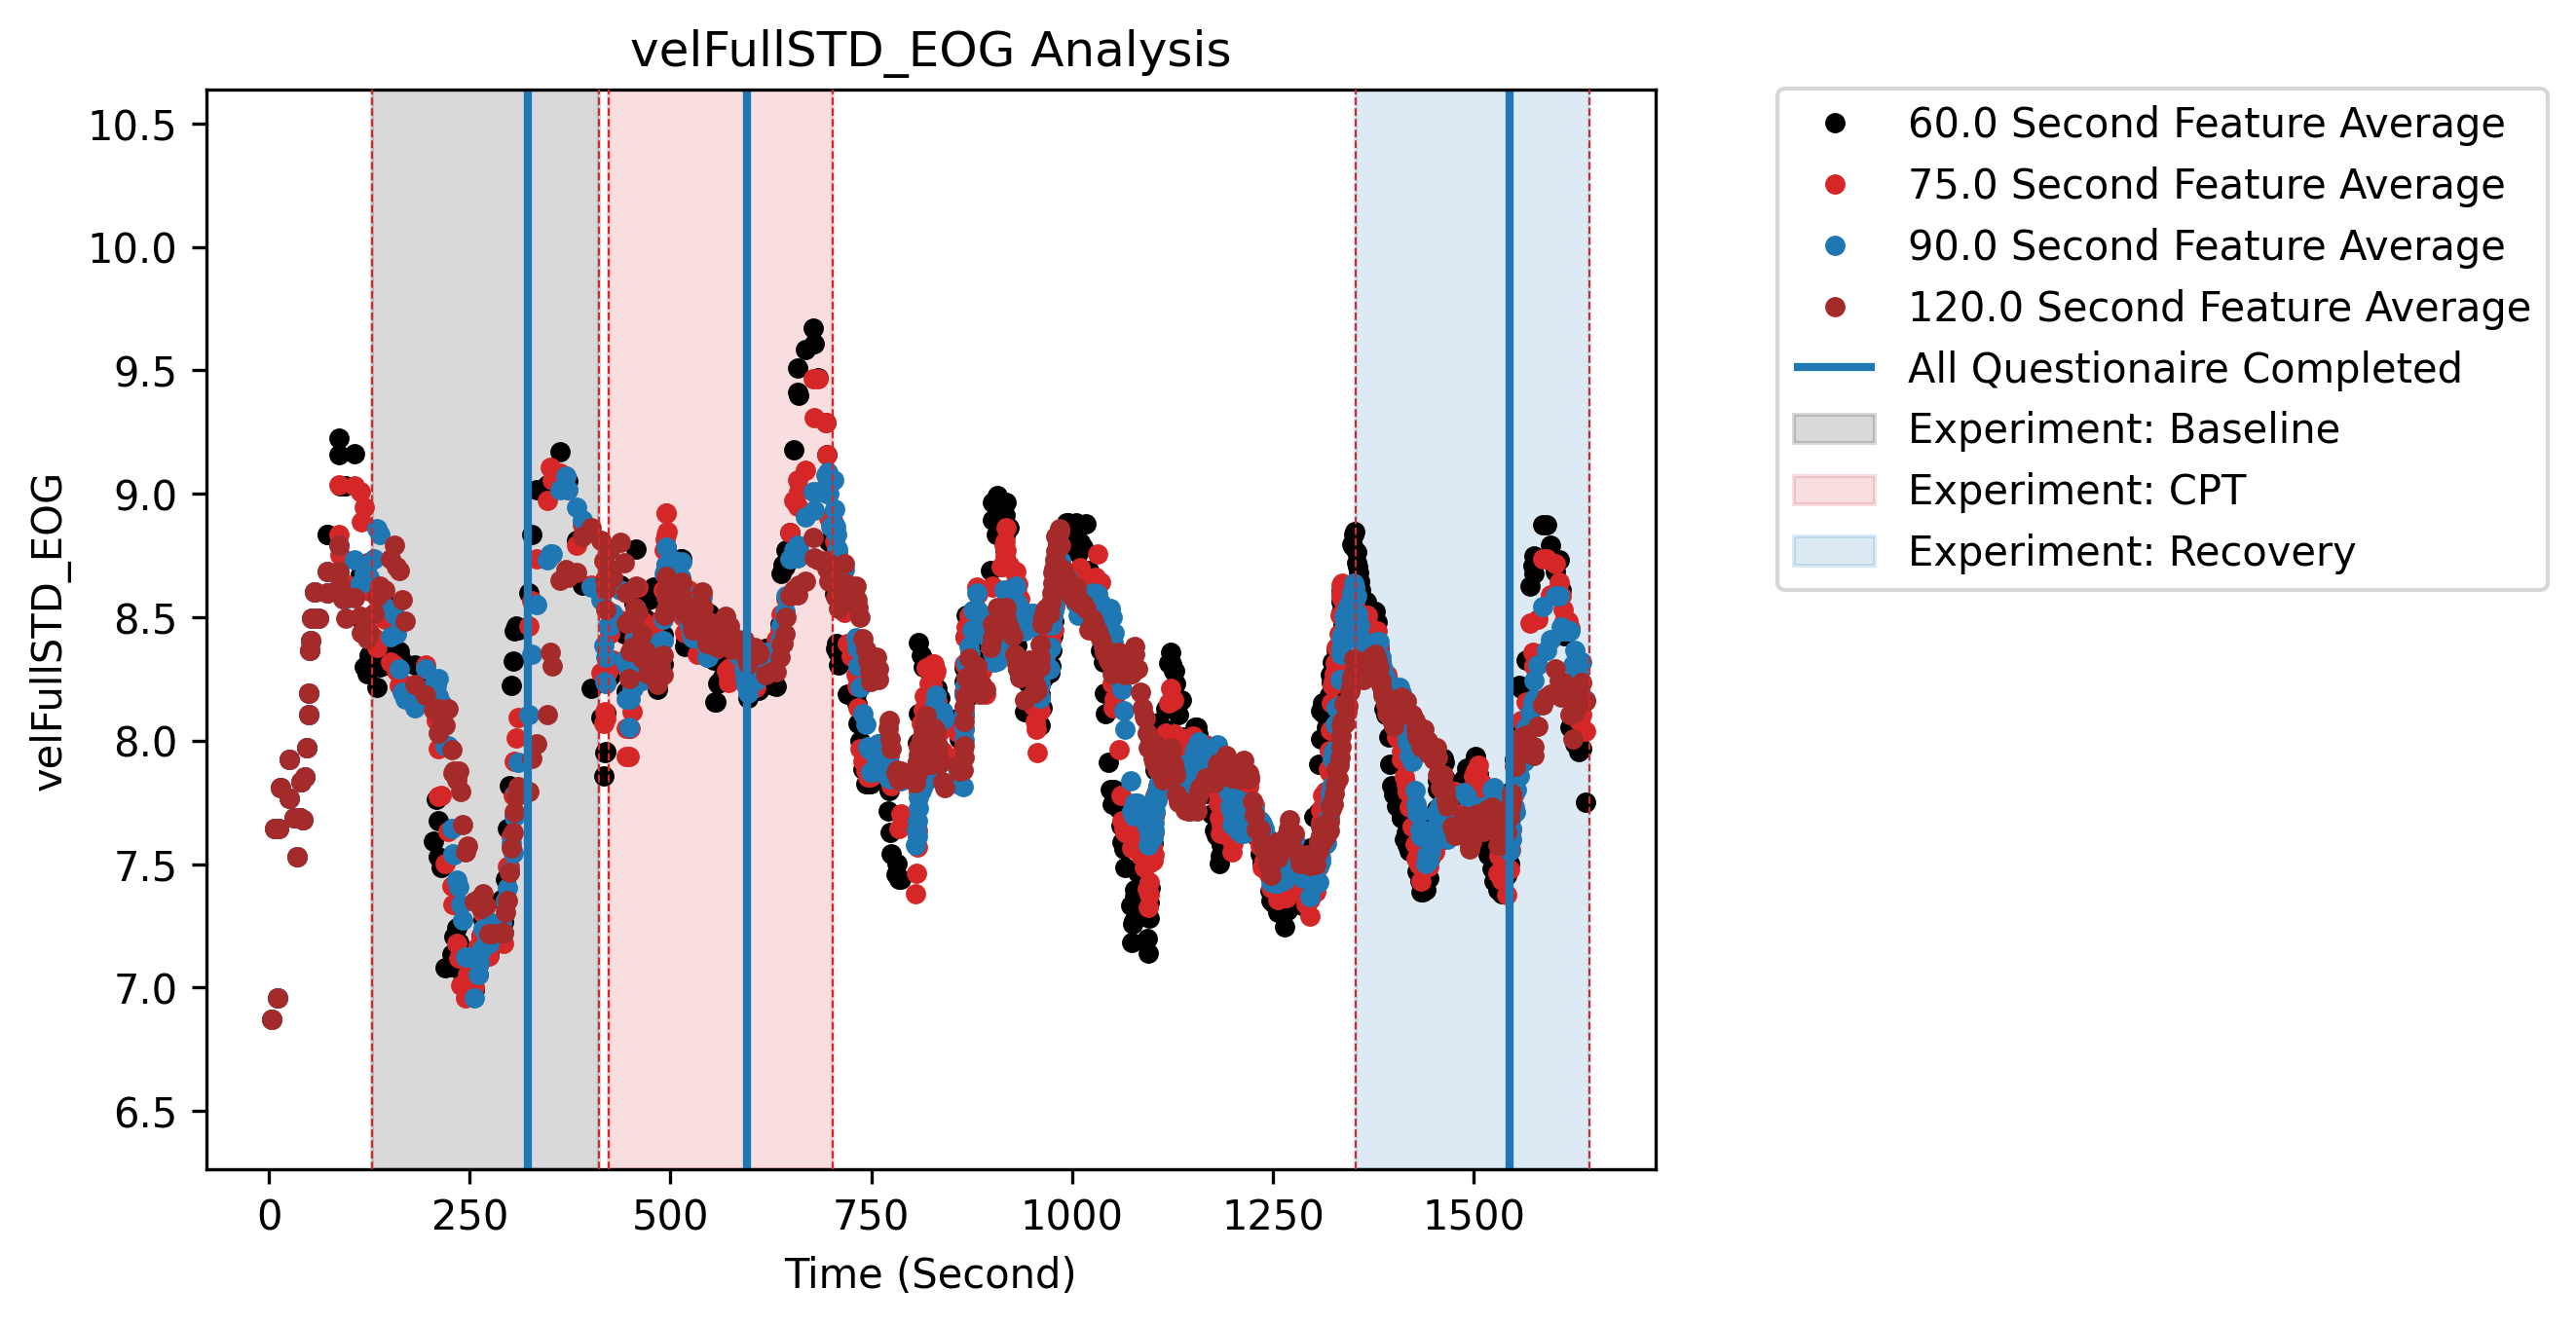 velFullSTD_EOG Analysis
velFullSTD_EOG
10.5
10.0
9.5
9.0
8.5
8.0
7.5
7.0
6.5
0 250 500 750 1000 1250 1500
Time (Second)
60.0 Second Feature Average
75.0 Second Feature Average
90.0 Second Feature Average
120.0 Second Feature Average
All Questionaire Completed
Experiment: Baseline
Experiment: CPT
Experiment: Recovery